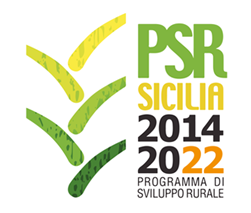 PSR
SICILIA
2014
2022
PROGRAMMA DI
SVILUPPO RURALE